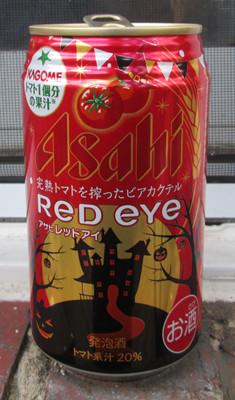 KAGOME
トマト1個分
の果汁※
Asahi
完熟トマトを搾ったビアカクテル
ReD eYe
アサヒレッドアイ
お酒
発泡酒
トマト果汁20%